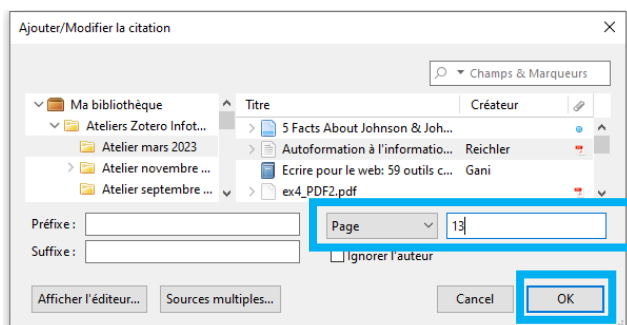 Ajouter/Modifier la citation
Champs & Marqueurs
Ma bibliothèque
Ateliers Zotero Infot...
Atelier mars 2023
Atelier novembre ...
Atelier septembre ...
Titre Créateur
5 Facts About Johnson & Joh...
Autoformation à l'informatio... Reichler
Ecrire pour le web: 59 outils c... Gani
ex4_PDF2.pdf
Préfixe :
Page 13
Suffixe :
Ignorer l'auteur
Afficher l'éditeur... Sources multiples... Cancel OK